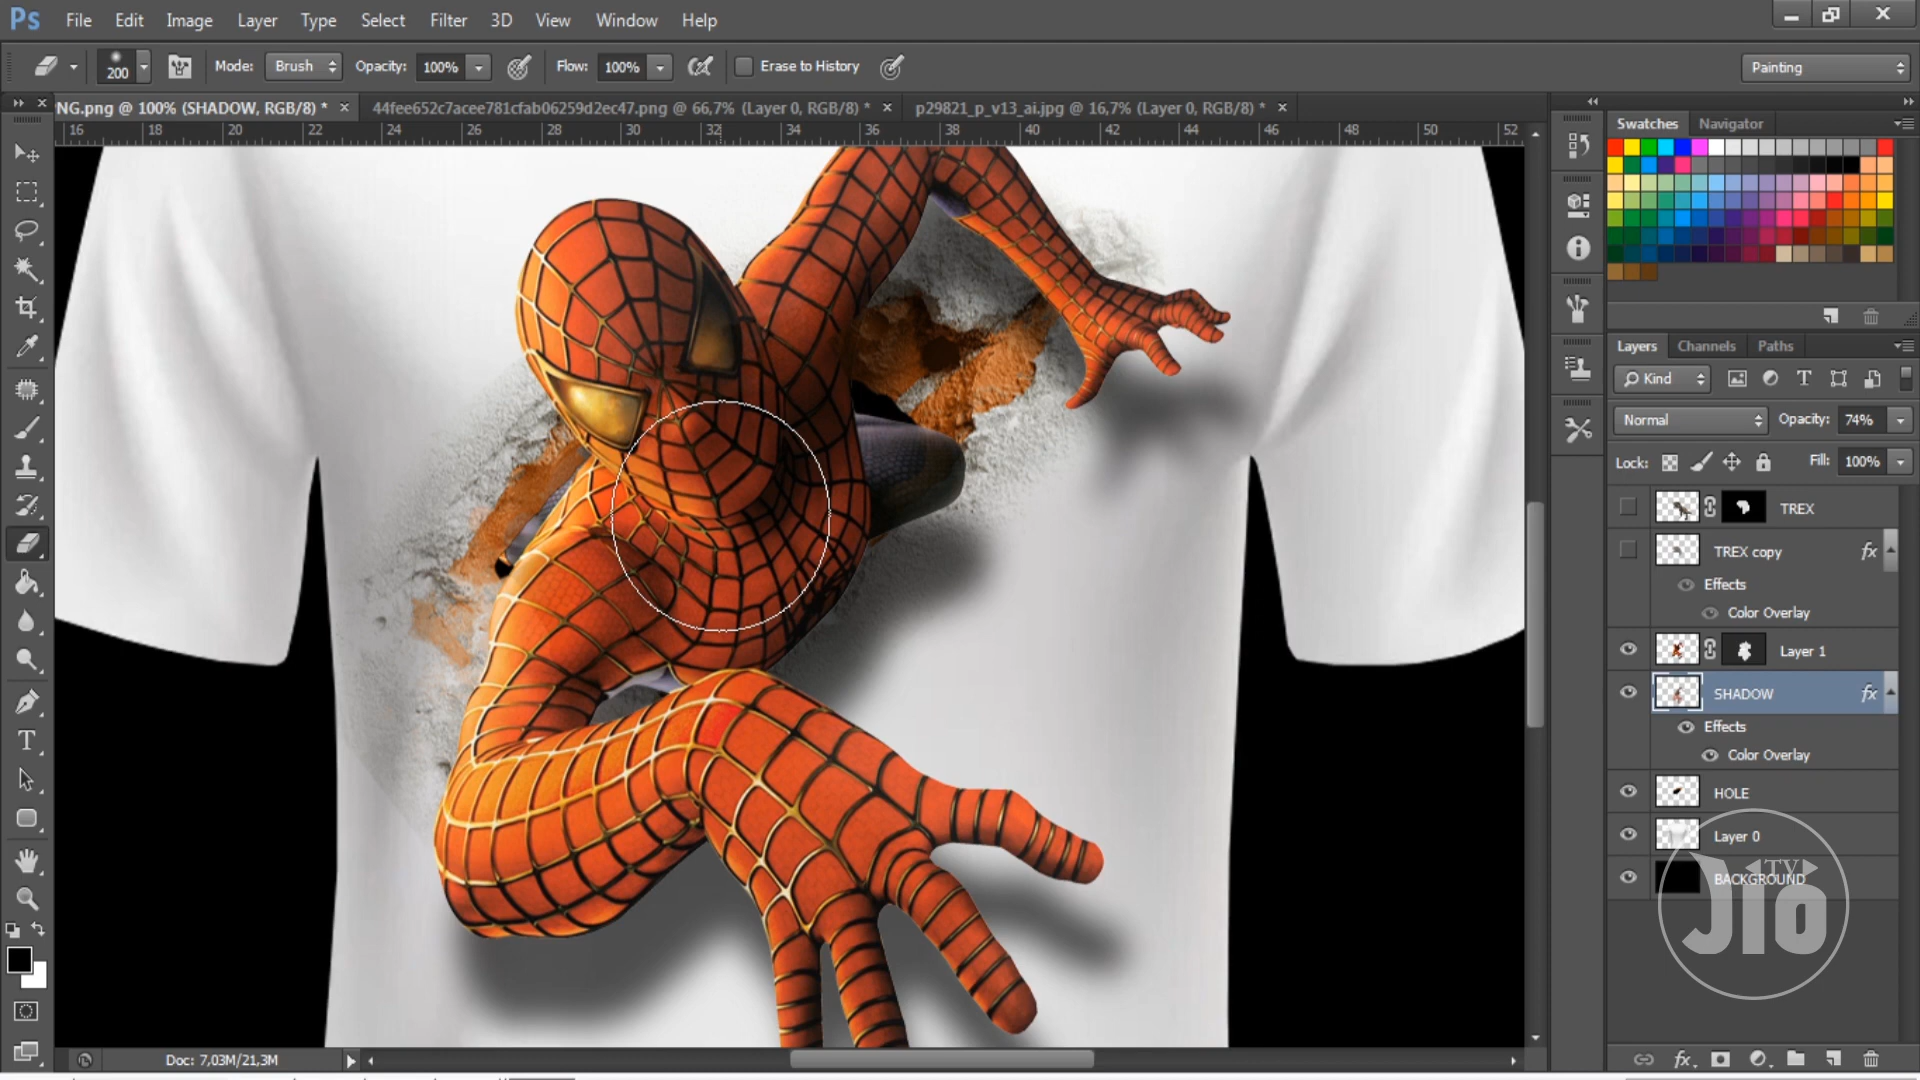 Ps File Edit Image Layer Type Select Filter 3D View Window Help
200 Mode: Brush Opacity: 100% Flow: 100% Erase to History Painting
NG.png @ 100% (SHADOW, RGB/8) * 44fee652c7acee781cfab06259d2ec47.png @ 66,7% (Layer 0, RGB/8) * p29821_p_v13_ai.jpg @ 16,7% (Layer 0, RGB/8) *
16 18 20 22 24 26 28 30 32 34 36 38 40 42 44 46 48 50 52
Swatches Navigator
Layers Channels Paths
Kind
Normal Opacity: 74%
Lock: Fill: 100%
TREX
TREX copy fx
Effects
Color Overlay
Layer 1
SHADOW fx
Effects
Color Overlay
HOLE
Layer 0
BACKGROUND
TV
JIO
Doc: 7,03M/21,3M
fx